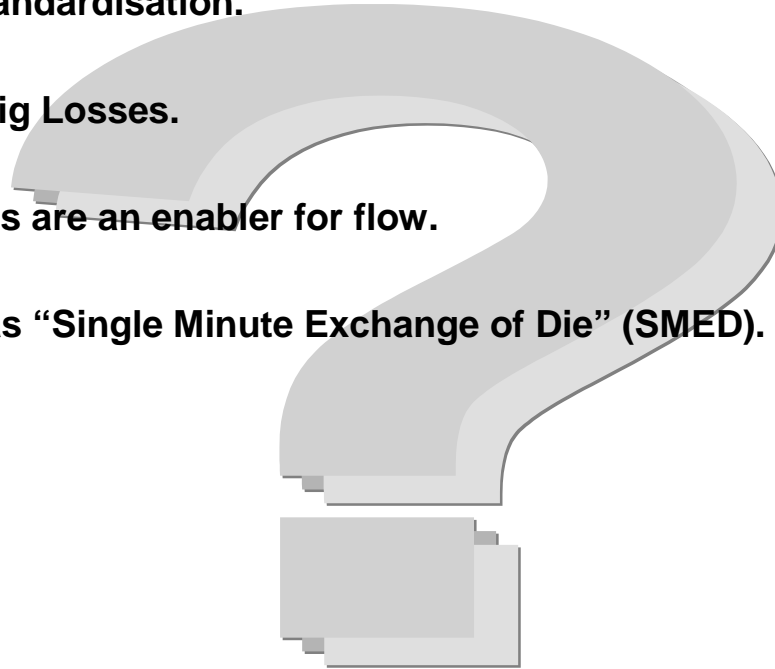 andardisation.
ig Losses.
s are an enabler for flow.
s “Single Minute Exchange of Die” (SMED).